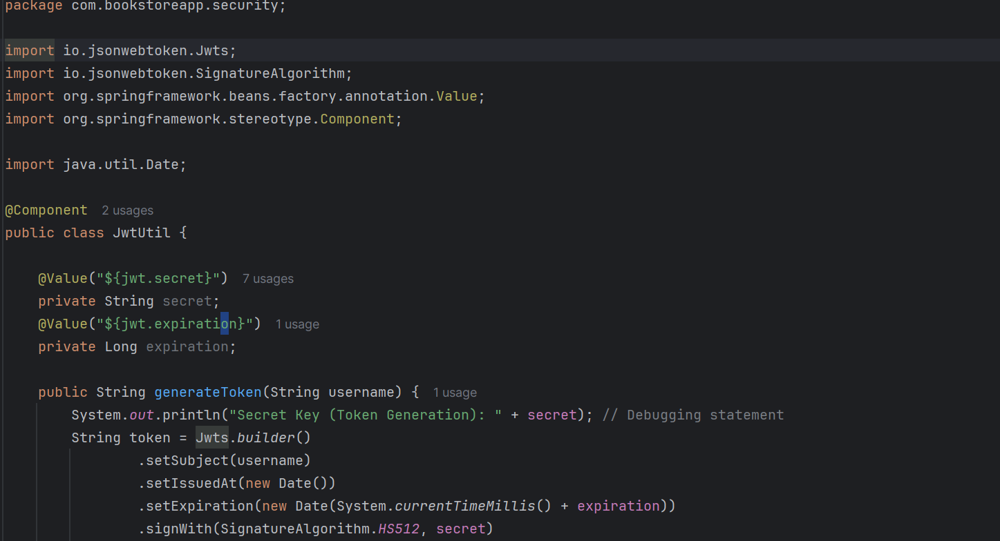 package com.bookstoreapp.security;
import io.jsonwebtoken.Jwts;
import io.jsonwebtoken.SignatureAlgorithm;
import org.springframework.beans.factory.annotation.Value;
import org.springframework.stereotype.Component;
import java.util.Date;
@Component 2 usages
public class JwtUtil {
@Value("${jwt.secret}") 7 usages
private String secret;
@Value("${jwt.expiration}") 1 usage
private Long expiration;
public String generateToken(String username) { 1 usage
System.out.println("Secret Key (Token Generation): " + secret); // Debugging statement
String token = Jwts.builder()
.setSubject(username)
.setIssuedAt(new Date())
.setExpiration(new Date(System.currentTimeMillis() + expiration))
.signWith(SignatureAlgorithm.HS512, secret)